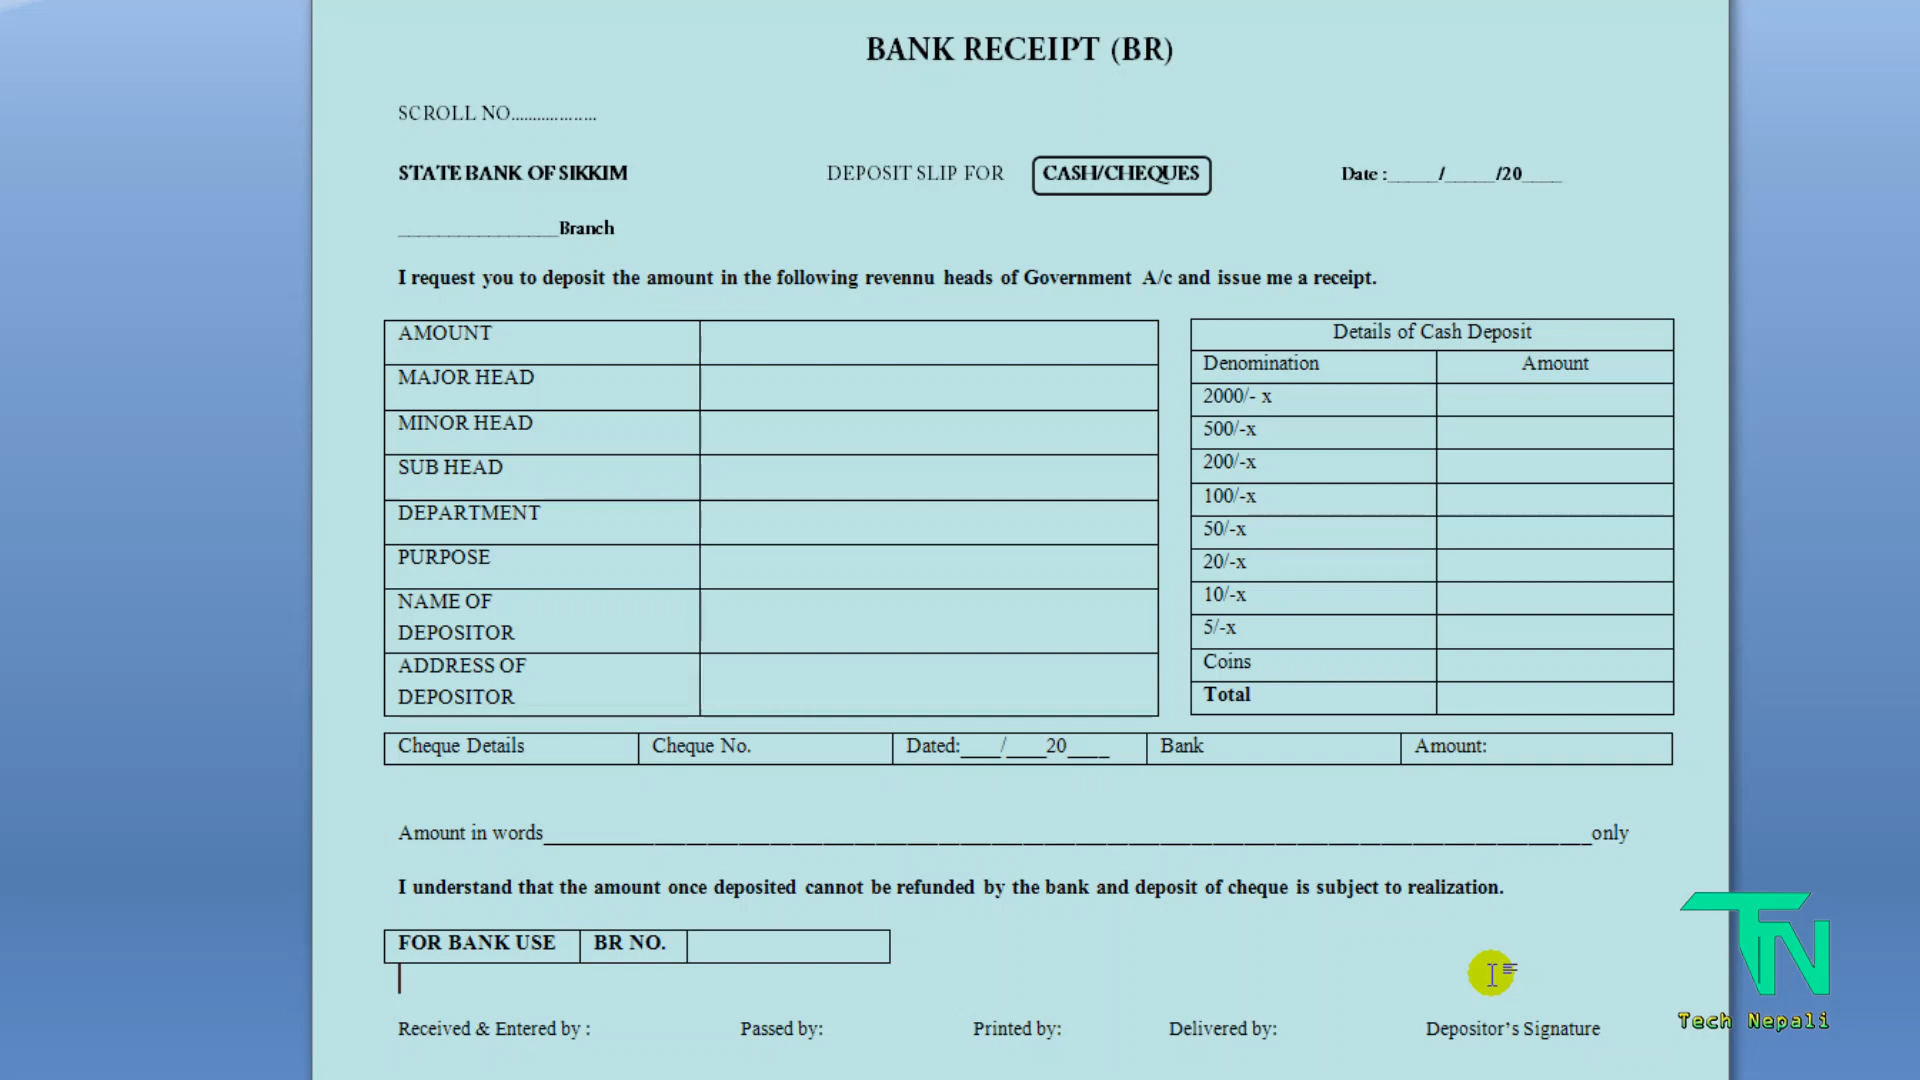 BANK RECEIPT (BR)
SCROLL NO...................
STATE BANK OF SIKKIM DEPOSIT SLIP FOR CASH/CHEQUES Date :_____/_____/20____
________________Branch
I request you to deposit the amount in the following revennu heads of Government A/c and issue me a receipt.
AMOUNT
MAJOR HEAD
MINOR HEAD
SUB HEAD
DEPARTMENT
PURPOSE
NAME OF
DEPOSITOR
ADDRESS OF
DEPOSITOR
Details of Cash Deposit
Denomination Amount
2000/- x
500/-x
200/-x
100/-x
50/-x
20/-x
10/-x
5/-x
Coins
Total
Cheque Details Cheque No. Dated:____/____20____ Bank Amount:
Amount in words______________________________________________only
I understand that the amount once deposited cannot be refunded by the bank and deposit of cheque is subject to realization.
FOR BANK USE BR NO.
Received & Entered by : Passed by: Printed by: Delivered by: Depositor's Signature
TN
Tech Nepali